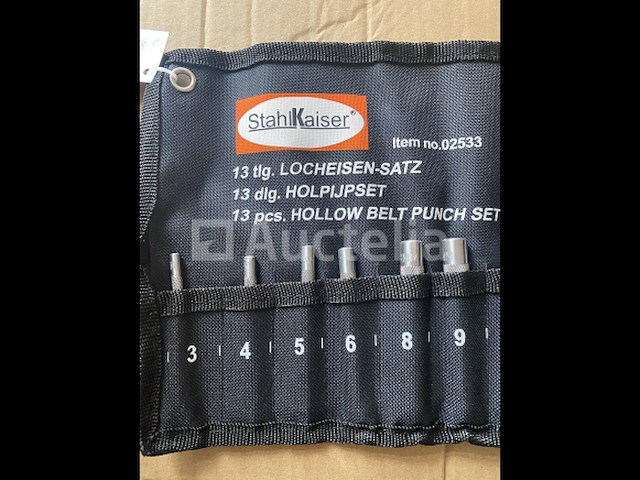 StahlKaiser®
Item no.02533
13 tlg. LOCHEISEN-SATZ
13 dlg. HOLPIJPSET
13 pcs. HOLLOW BELT PUNCH SET
Auctelia
3 4 5 6 8 9